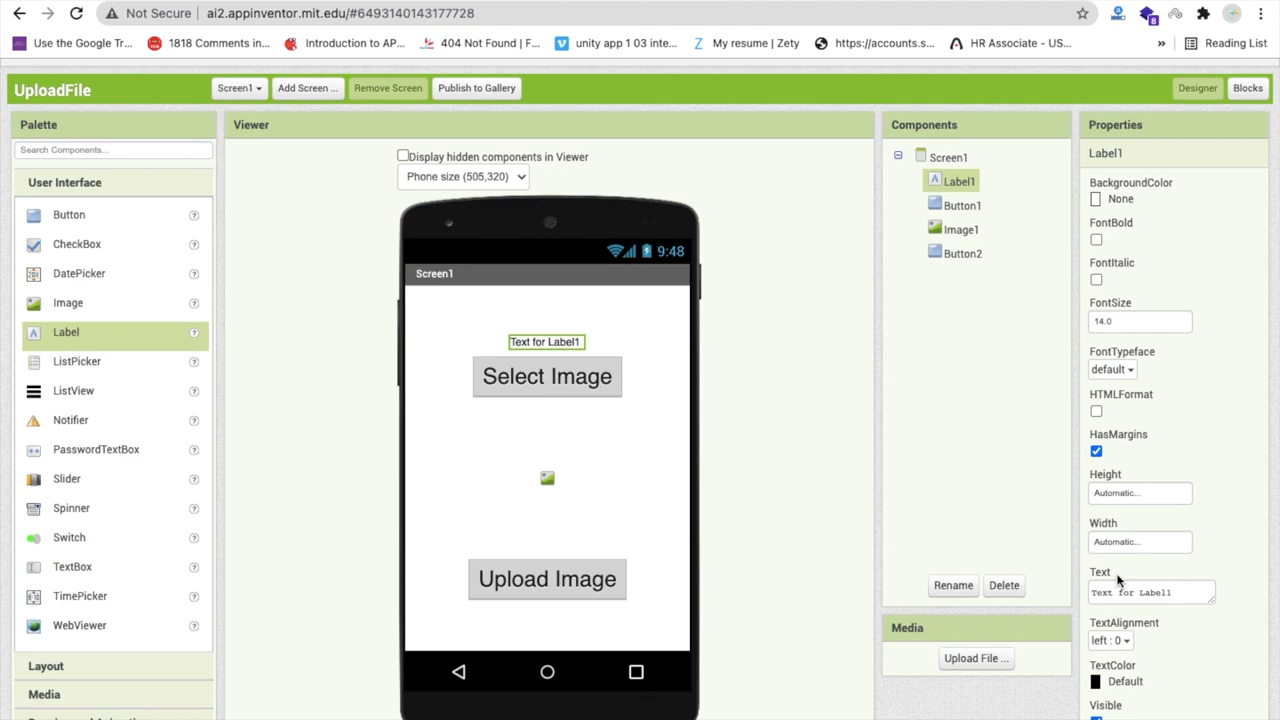 Not Secure | ai2.appinventor.mit.edu/#6493140143177728
Use the Google Tr... 1818 Comments in... Introduction to AP... 404 Not Found | F... unity app 1 03 inte... My resume | Zety https://accounts.s... HR Associate - US... » Reading List
UploadFile Screen1 Add Screen ... Remove Screen Publish to Gallery Designer Blocks
Palette
Search Components...
User Interface
Button
CheckBox
DatePicker
Image
Label
ListPicker
ListView
Notifier
PasswordTextBox
Slider
Spinner
Switch
TextBox
TimePicker
WebViewer
Layout
Media
Viewer
Display hidden components in Viewer
Phone size (505,320)
9:48
Screen1
Text for Label1
Select Image
Upload Image
Components
Screen1
Label1
Button1
Image1
Button2
Rename Delete
Media
Upload File ...
Properties
Label1
BackgroundColor
None
FontBold
FontItalic
FontSize
14.0
FontTypeface
default
HTMLFormat
HasMargins
Height
Automatic...
Width
Automatic...
Text
Text for Label1
TextAlignment
left : 0
TextColor
Default
Visible